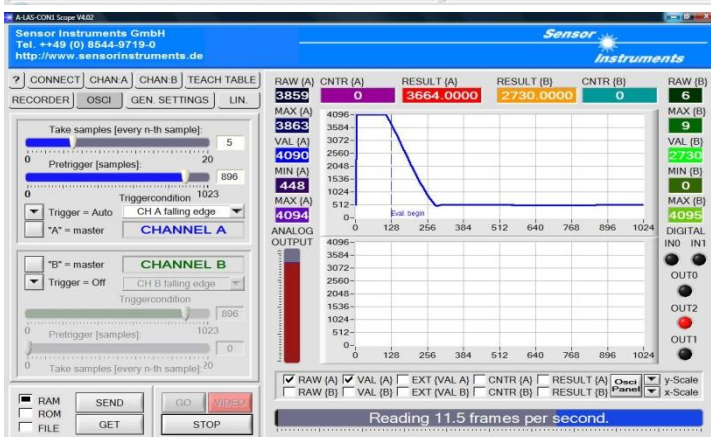 A-LAS-CON1 Scope V4.02
Sensor Instruments GmbH
Tel. ++49 (0) 8544-9719-0
http://www.sensorinstruments.de
Sensor
Instruments
? CONNECT CHAN:A CHAN:B TEACH TABLE
RECORDER OSCI GEN. SETTINGS LIN.
Take samples [every n-th sample]:
5
0 20
Pretrigger [samples]:
896
0 1023
Triggercondition
Trigger = Auto CH A falling edge
"A" = master CHANNEL A
"B" = master CHANNEL B
Trigger = Off CH B falling edge
Triggercondition
896
0 1023
Pretrigger [samples]:
0
0 Take samples [every n-th sample]: 20
RAM
ROM
FILE
SEND
GET
GO VIDEO
STOP
RAW {A} CNTR {A} RESULT {A} RESULT {B} CNTR {B} RAW {B}
3859 0 3664.0000 2730.0000 0 6
MAX {A}
3863
VAL {A}
4090
MIN {A}
448
MAX {A}
4094
ANALOG
OUTPUT
4096
3584
3072
2560
2048
1536
1024
512
0
Eval. begin
0 128 256 384 512 640 768 896 1024
4096
3584
3072
2560
2048
1536
1024
512
0
0 128 256 384 512 640 768 896 1024
MAX {B}
9
VAL {B}
2730
MIN {B}
0
MAX {B}
4095
DIGITAL
IN0 IN1
OUT0
OUT2
OUT1
RAW {A} VAL {A} EXT {VAL A} CNTR {A} RESULT {A} Osci y-Scale
RAW {B} VAL {B} EXT {VAL B} CNTR {B} RESULT {B} Panel x-Scale
Reading 11.5 frames per second.